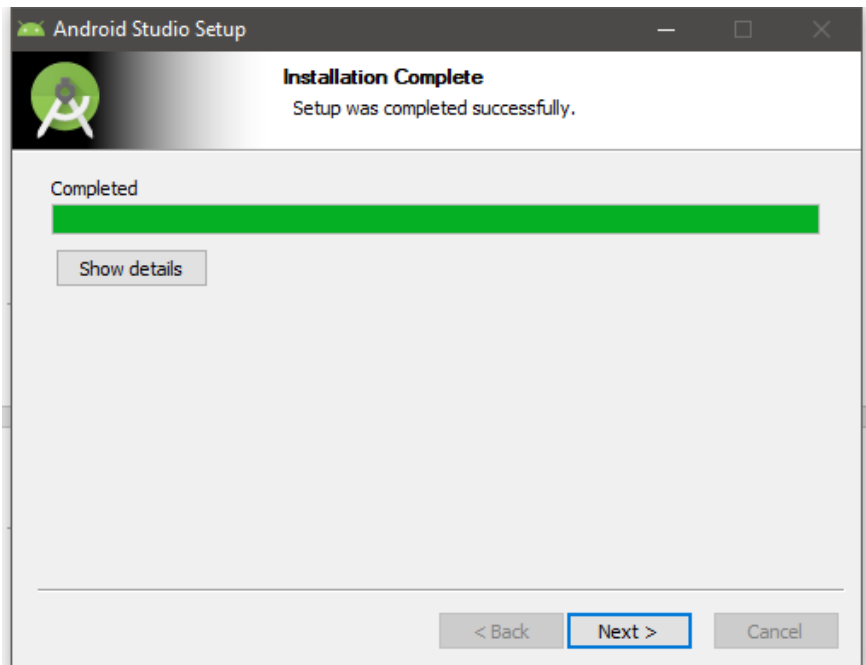 Android Studio Setup
Installation Complete
Setup was completed successfully.
Completed
Show details
< Back Next > Cancel